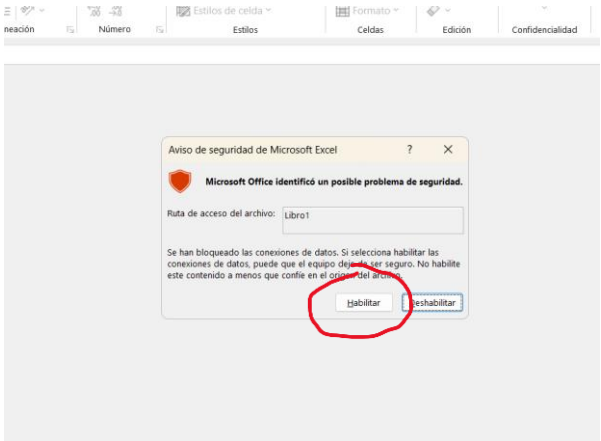 Estilos de celda
Formato
neación
Número
Estilos
Celdas
Edición
Confidencialidad
Aviso de seguridad de Microsoft Excel ? ×
Microsoft Office identificó un posible problema de seguridad.
Ruta de acceso del archivo: Libro1
Se han bloqueado las conexiones de datos. Si selecciona habilitar las
conexiones de datos, puede que el equipo deje de ser seguro. No habilite
este contenido a menos que confíe en el origen del archivo.
Habilitar
Deshabilitar